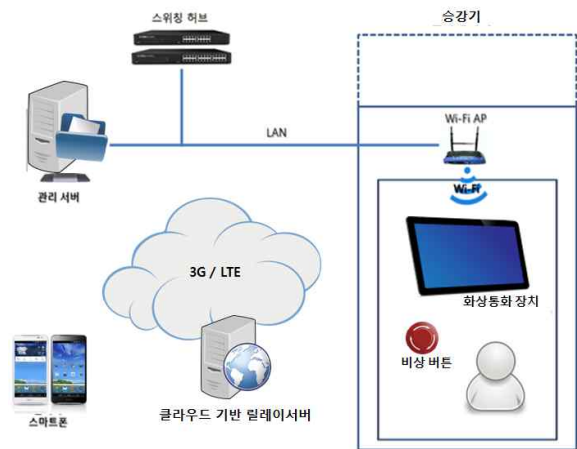 스위칭 허브
승강기
Wi-Fi AP
LAN
관리 서버
Wi-Fi
3G / LTE
화상통화 장치
비상 버튼
클라우드 기반 릴레이서버
스마트폰